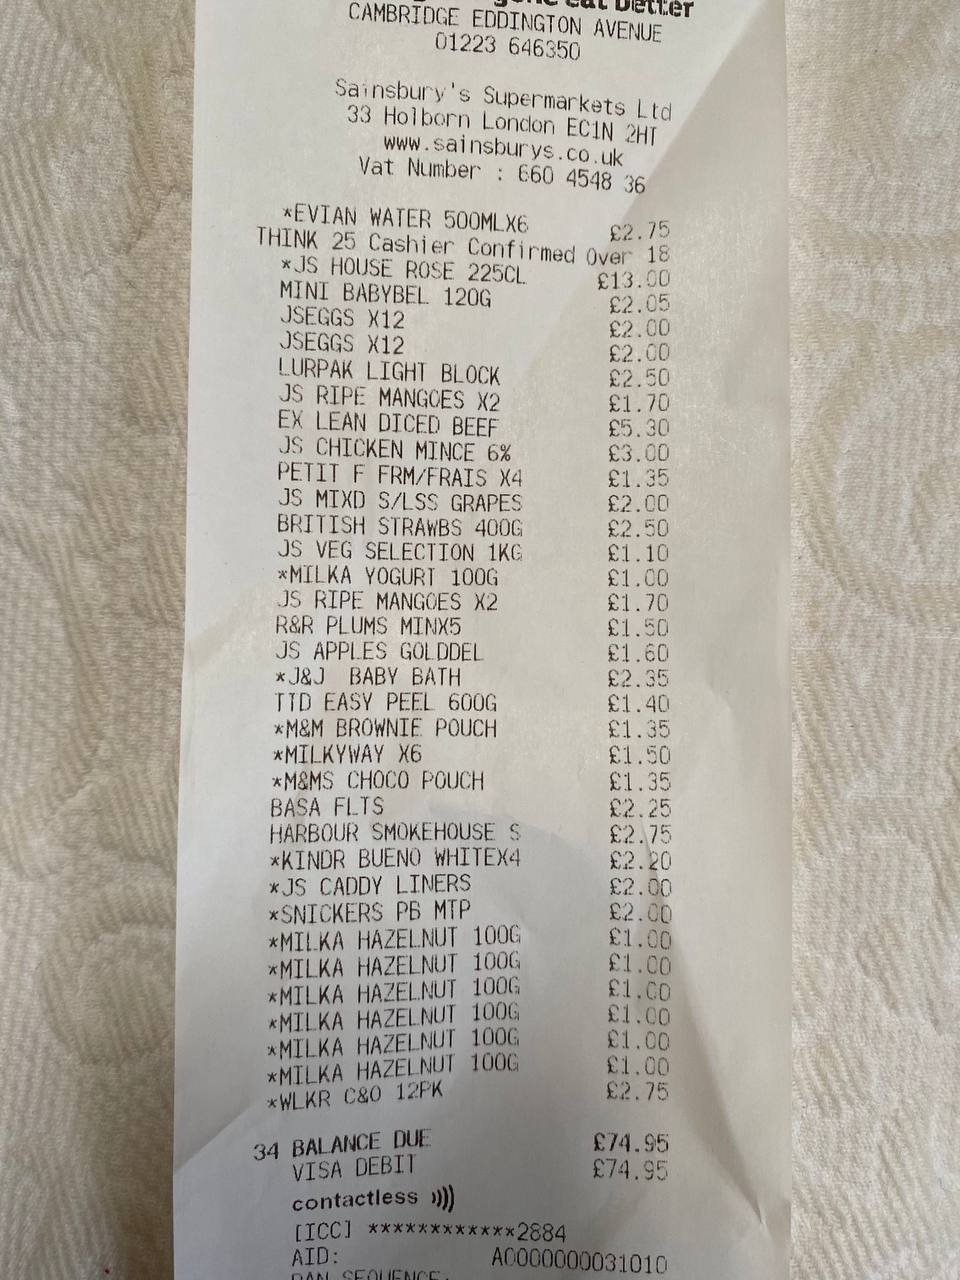 eat better
CAMBRIDGE EDDINGTON AVENUE
01223 646350
Sainsbury's Supermarkets Ltd
33 Holborn London EC1N 2HT
www.sainsburys.co.uk
Vat Number : 660 4548 36
*EVIAN WATER 500MLX6 £2.75
THINK 25 Cashier Confirmed Over 18
*JS HOUSE ROSE 225CL £13.00
MINI BABYBEL 120G £2.05
JSEGGS X12 £2.00
JSEGGS X12 £2.00
LURPAK LIGHT BLOCK £2.50
JS RIPE MANGOES X2 £1.70
EX LEAN DICED BEEF £5.30
JS CHICKEN MINCE 6% £3.00
PETIT F FRM/FRAIS X4 £1.35
JS MIXD S/LSS GRAPES £2.00
BRITISH STRAWBS 400G £2.50
JS VEG SELECTION 1KG £1.10
*MILKA YOGURT 100G £1.00
JS RIPE MANGOES X2 £1.70
R&R PLUMS MINX5 £1.50
JS APPLES GOLDDEL £1.60
*J&J BABY BATH £2.35
TTD EASY PEEL 600G £1.40
*M&M BROWNIE POUCH £1.35
*MILKYWAY X6 £1.50
*M&MS CHOCO POUCH £1.35
BASA FLTS £2.25
HARBOUR SMOKEHOUSE S £2.75
*KINDR BUENO WHITEX4 £2.20
*JS CADDY LINERS £2.00
*SNICKERS PB MTP £2.00
*MILKA HAZELNUT 100G £1.00
*MILKA HAZELNUT 100G £1.00
*MILKA HAZELNUT 100G £1.00
*MILKA HAZELNUT 100G £1.00
*MILKA HAZELNUT 100G £1.00
*MILKA HAZELNUT 100G £1.00
*WLKR C&O 12PK £2.75
34 BALANCE DUE £74.95
VISA DEBIT £74.95
contactless
[ICC] ************2884
AID: A0000000031010
PAN SEQUENCE: